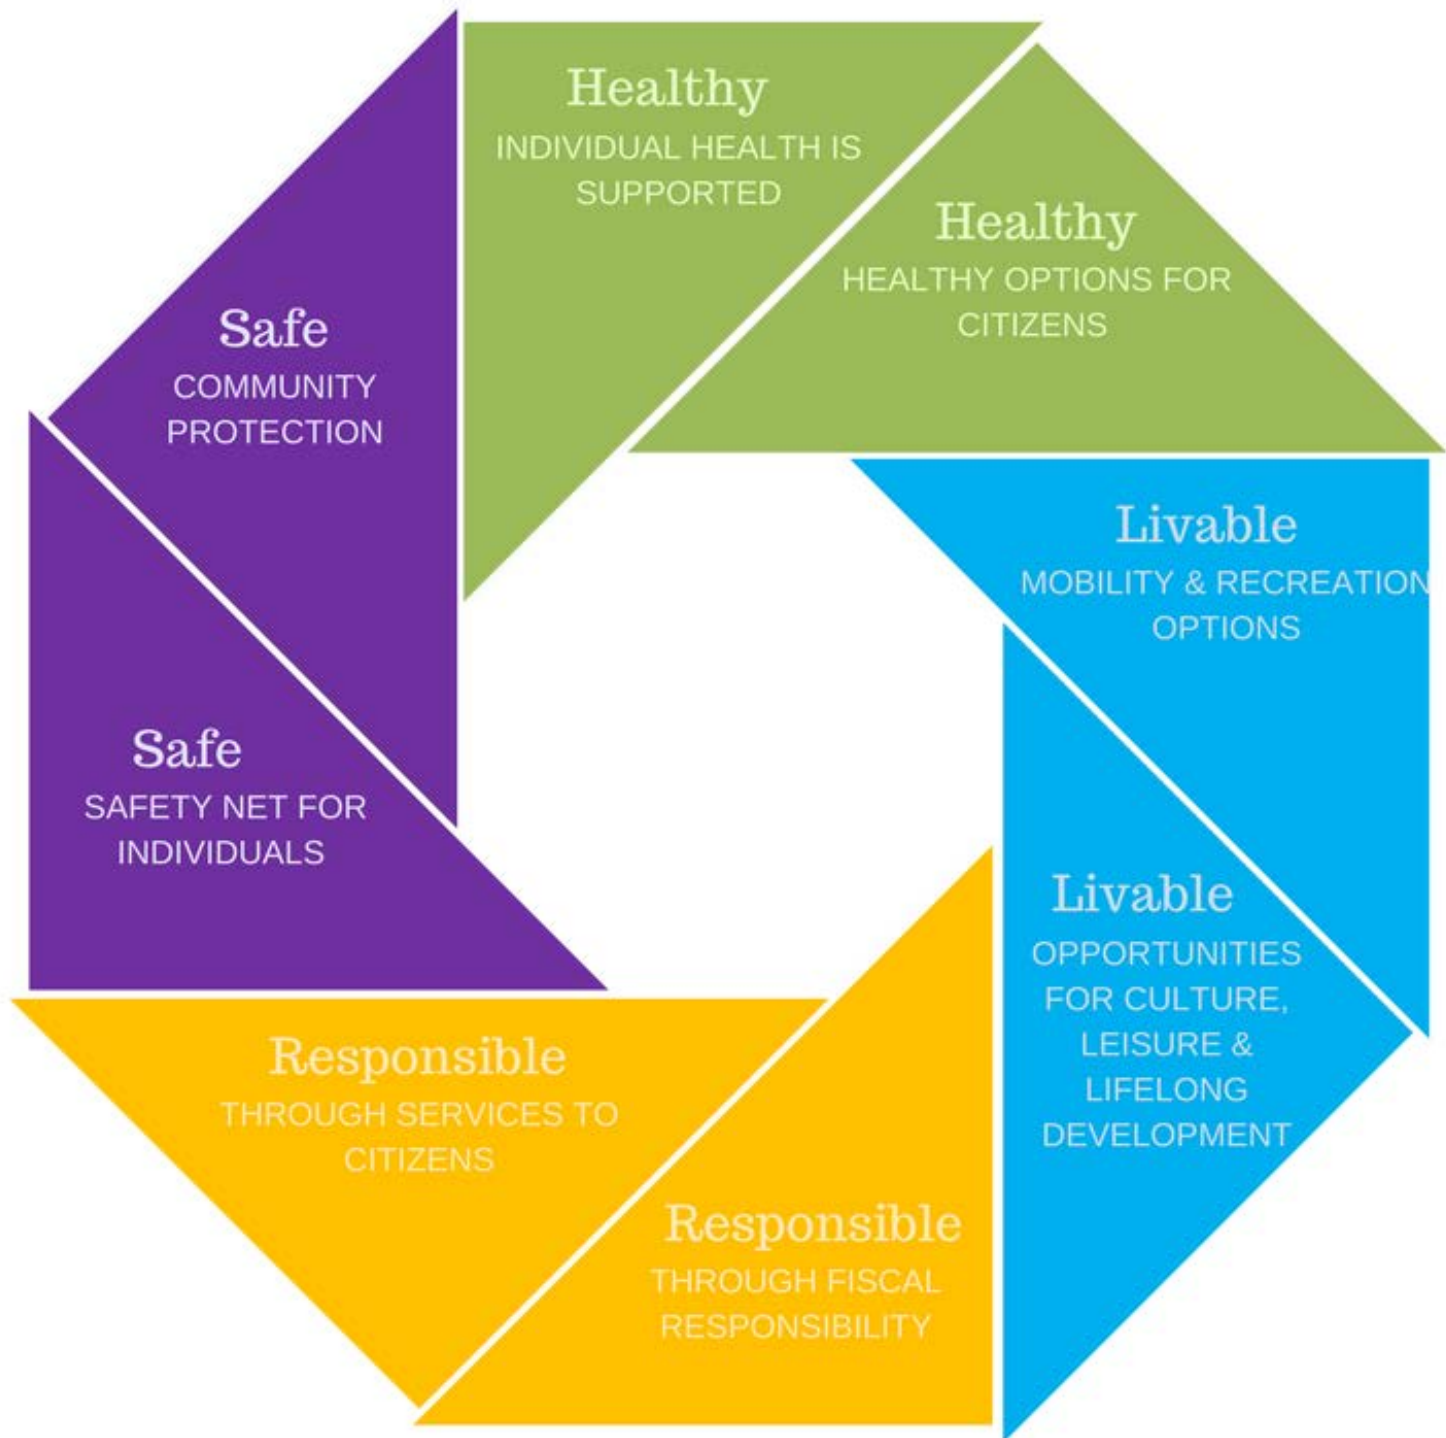 Healthy
INDIVIDUAL HEALTH IS
SUPPORTED
Healthy
HEALTHY OPTIONS FOR
CITIZENS
Safe
COMMUNITY
PROTECTION
Livable
MOBILITY & RECREATION
OPTIONS
Safe
SAFETY NET FOR
INDIVIDUALS
Livable
OPPORTUNITIES
FOR CULTURE,
LEISURE &
LIFELONG
DEVELOPMENT
Responsible
THROUGH SERVICES TO
CITIZENS
Responsible
THROUGH FISCAL
RESPONSIBILITY